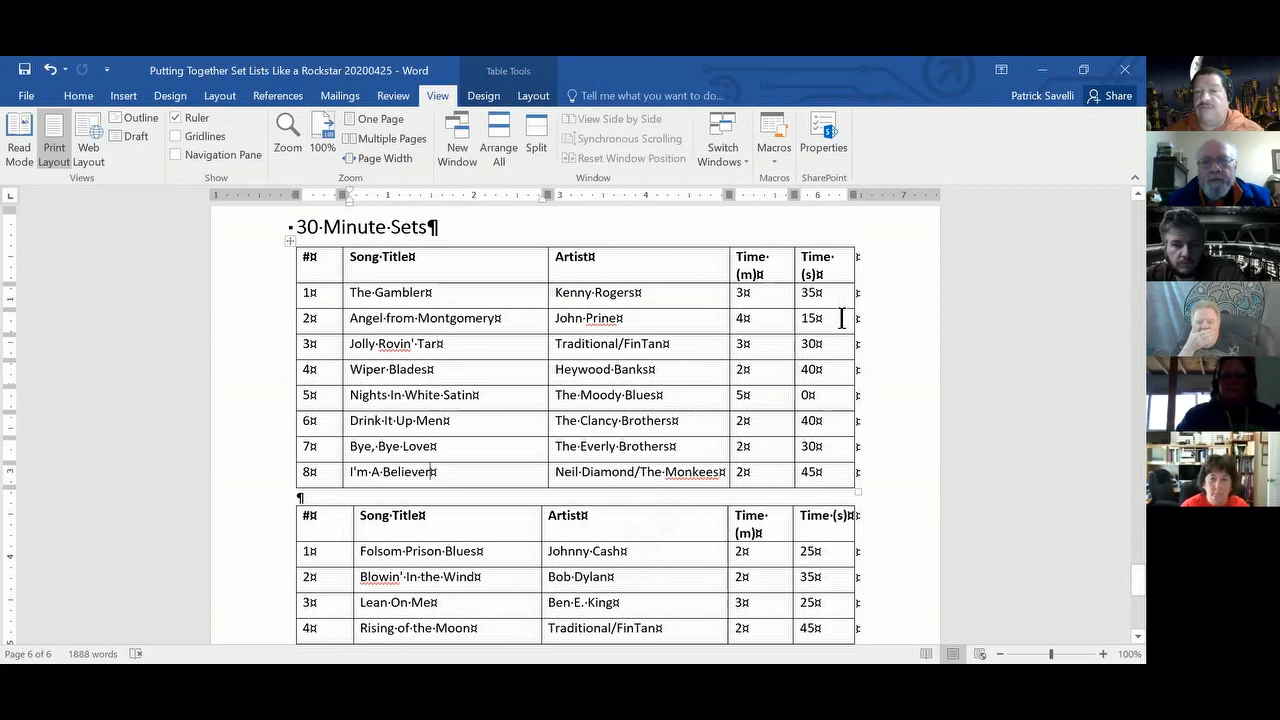 Putting Together Set Lists Like a Rockstar 20200425 - Word
Table Tools
File Home Insert Design Layout References Mailings Review View Design Layout Tell me what you want to do... Patrick Savelli Share
Read Mode
Print Layout
Web Layout
Outline
Draft
Views
Ruler
Gridlines
Navigation Pane
Show
Zoom
100%
One Page
Multiple Pages
Page Width
Zoom
New Window
Arrange All
Split
View Side by Side
Synchronous Scrolling
Reset Window Position
Window
Switch Windows
Macros
Macros
Properties
SharePoint
1 1 2 3 4 5 6 7
30·Minute·Sets¶
#¤ Song·Title¤ Artist¤ Time·(m)¤ Time·(s)¤
1¤ The·Gambler¤ Kenny·Rogers¤ 3¤ 35¤
2¤ Angel·from·Montgomery¤ John·Prine¤ 4¤ 15¤
3¤ Jolly·Rovin'·Tar¤ Traditional/FinTan¤ 3¤ 30¤
4¤ Wiper·Blades¤ Heywood·Banks¤ 2¤ 40¤
5¤ Nights·In·White·Satin¤ The·Moody·Blues¤ 5¤ 0¤
6¤ Drink·It·Up·Men¤ The·Clancy·Brothers¤ 2¤ 40¤
7¤ Bye,·Bye·Love¤ The·Everly·Brothers¤ 2¤ 30¤
8¤ I'm·A·Believer¤ Neil·Diamond/The·Monkees¤ 2¤ 45¤
¶
#¤ Song·Title¤ Artist¤ Time·(m)¤ Time·(s)¤
1¤ Folsom·Prison·Blues¤ Johnny·Cash¤ 2¤ 25¤
2¤ Blowin'·In·the·Wind¤ Bob·Dylan¤ 2¤ 35¤
3¤ Lean·On·Me¤ Ben·E.·King¤ 3¤ 25¤
4¤ Rising·of·the·Moon¤ Traditional/FinTan¤ 2¤ 45¤
Page 6 of 6 1888 words 100%